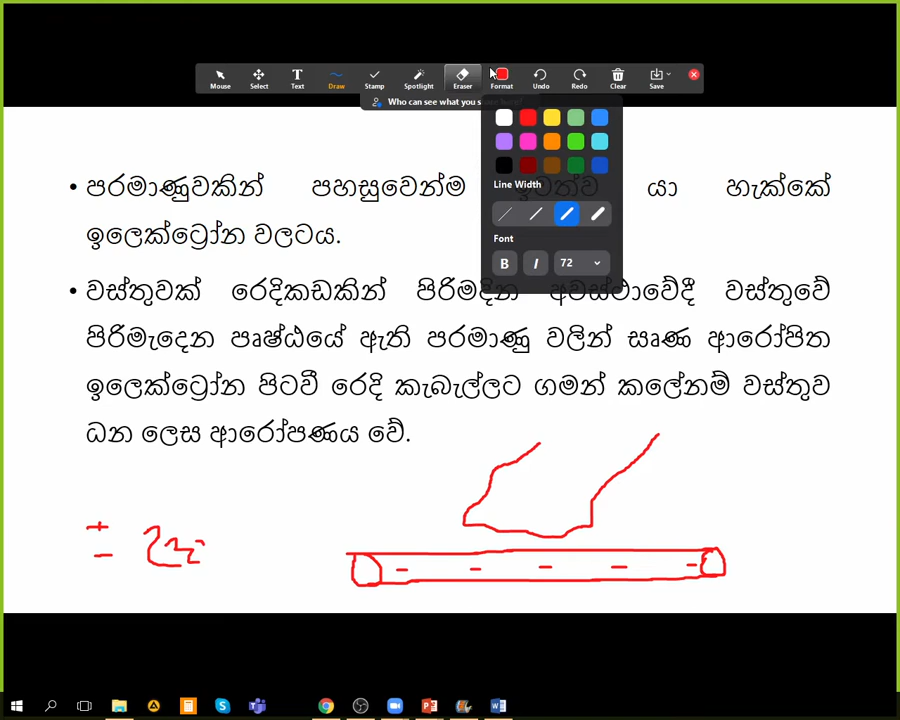 Mouse Select Text Draw Stamp Spotlight Eraser Format Undo Redo Clear Save
Who can see what you s
Line Width
Font
B I 72
• පරමාණුවකින් පහසුවෙන්ම යා හැක්කේ
ඉලෙක්ට්‍රෝන වලටය.
• වස්තුවක් රෙදිකඩකින් පිරිමදින අවස්ථාවේදී වස්තුවේ
පිරිමැදෙන පෘෂ්ඨයේ ඇති පරමාණු වලින් සෘණ ආරෝපිත
ඉලෙක්ට්‍රෝන පිටවී රෙදි කැබැල්ලට ගමන් කලේනම් වස්තුව
ධන ලෙස ආරෝපණය වේ.
+
-
- - - - -